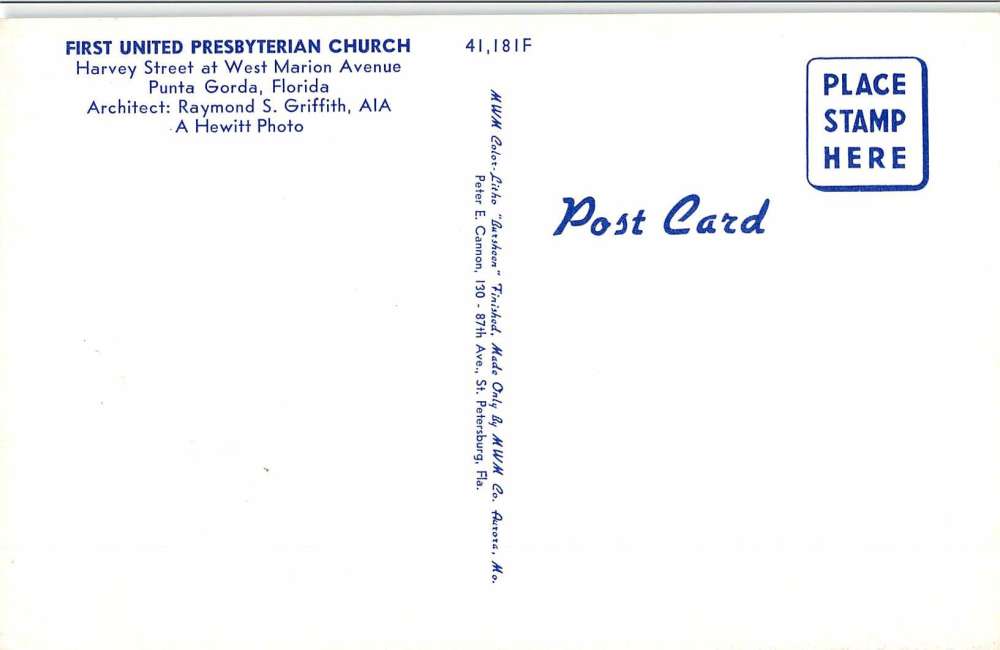 FIRST UNITED PRESBYTERIAN CHURCH
Harvey Street at West Marion Avenue
Punta Gorda, Florida
Architect: Raymond S. Griffith, AIA
A Hewitt Photo
41,181F
MWM Color-Litho "Dursheen" Finished, Made Only By MWM Co. Aurora, Mo.
Peter E. Cannon, 130 - 87th Ave., St. Petersburg, Fla.
PLACE
STAMP
HERE
Post Card